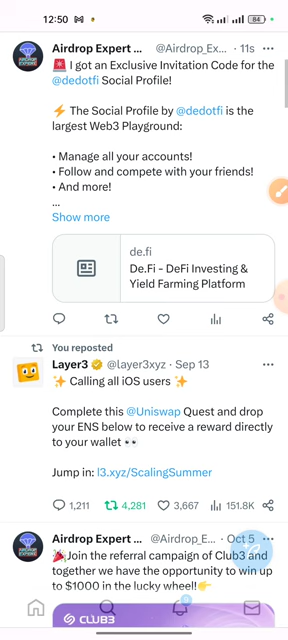 12:50
84
Airdrop Expert ... @Airdrop_Ex... · 11s
🚨 I got an Exclusive Invitation Code for the
@dedotfi Social Profile!
⚡ The Social Profile by @dedotfi is the
largest Web3 Playground:
• Manage all your accounts!
• Follow and compete with your friends!
• And more!
...
Show more
de.fi
De.Fi - DeFi Investing &
Yield Farming Platform
You reposted
Layer3 @layer3xyz · Sep 13
✨ Calling all iOS users ✨
Complete this @Uniswap Quest and drop
your ENS below to receive a reward directly
to your wallet 👀
Jump in: l3.xyz/ScalingSummer
1,211 4,281 3,667 151.8K
Airdrop Expert ... @Airdrop_E... · Oct 5
🎉Join the referral campaign of Club3 and
together we have the opportunity to win up
to $1000 in the lucky wheel!👉
CLUB3